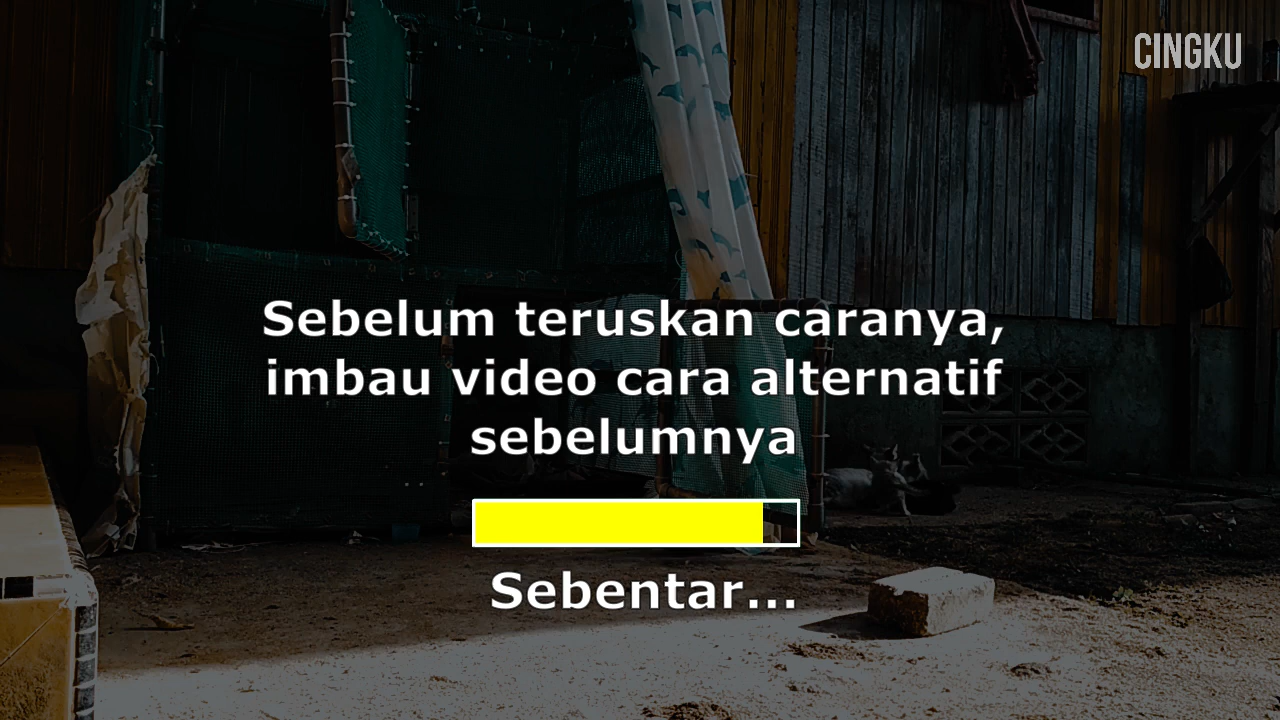 CINGKU
Sebelum teruskan caranya,
imbau video cara alternatif
sebelumnya
Sebentar...